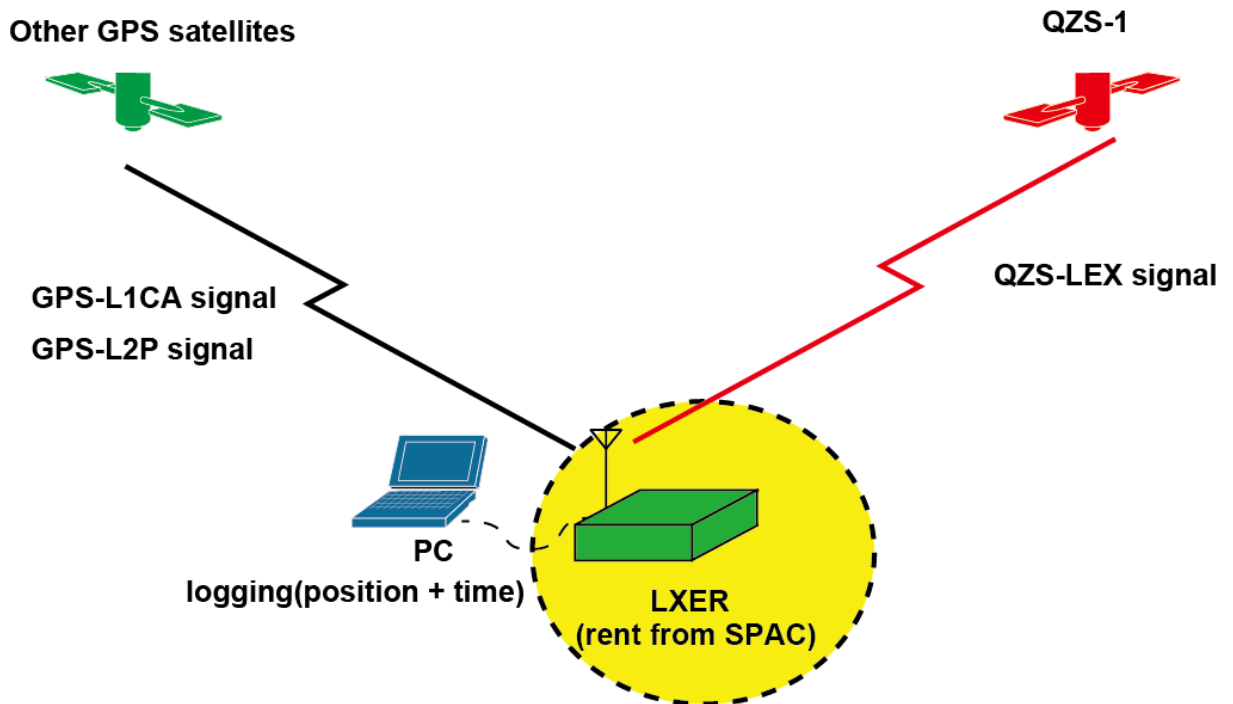 Other GPS satellites
QZS-1
GPS-L1CA signal
GPS-L2P signal
QZS-LEX signal
PC
logging(position + time)
LXER
(rent from SPAC)